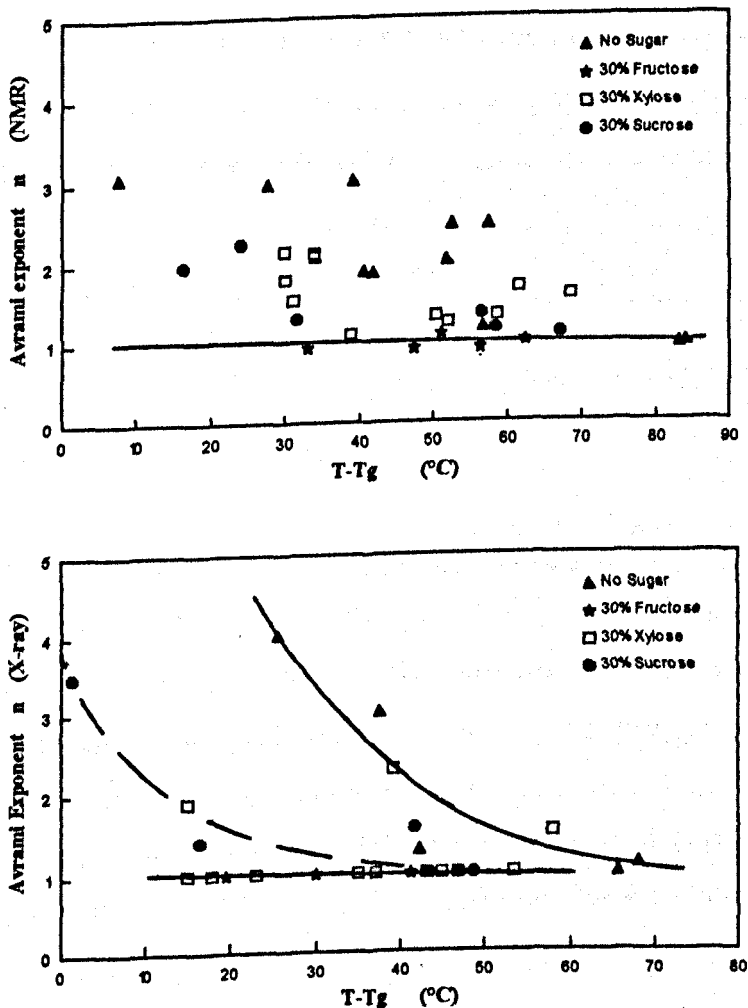 Avrami exponent n (NMR)
5
4
3
2
1
0
No Sugar
30% Fructose
30% Xylose
30% Sucrose
0 10 20 30 40 50 60 70 80 90
T-Tg (°C)
Avrami Exponent n (X-ray)
5
4
3
2
1
0
No Sugar
30% Fructose
30% Xylose
30% Sucrose
0 10 20 30 40 50 60 70 80
T-Tg (°C)